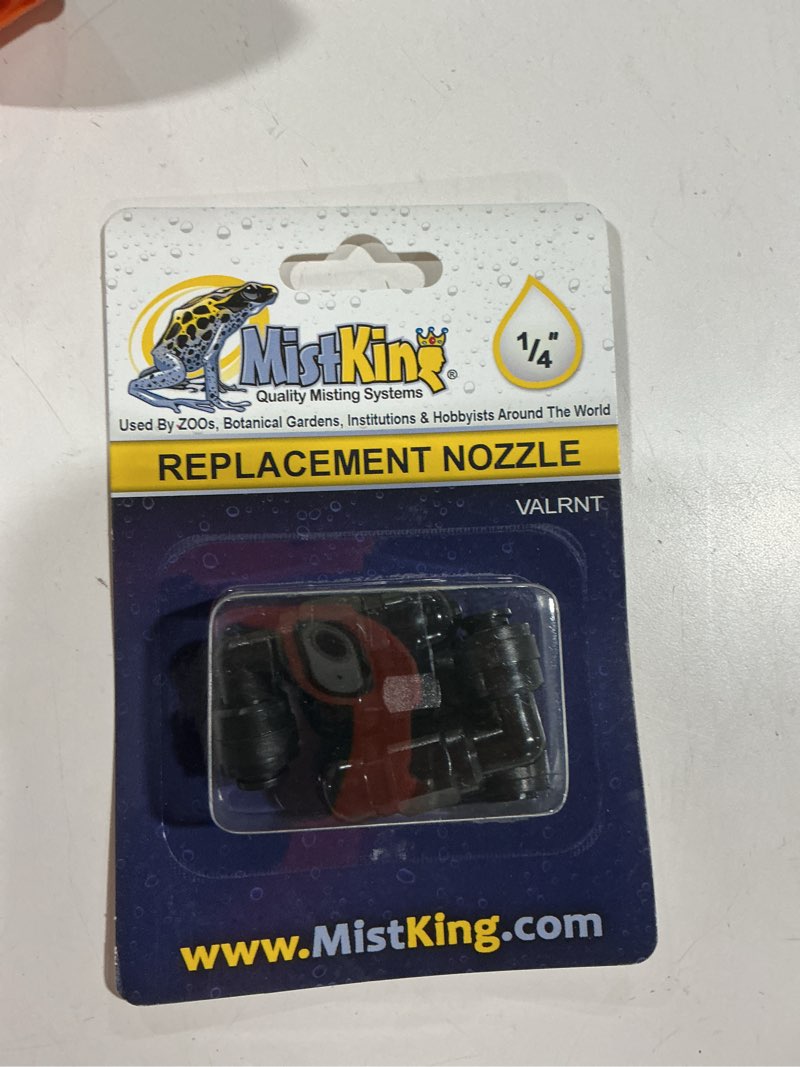 MistKing®
1/4"
Quality Misting Systems
Used By ZOOs, Botanical Gardens, Institutions & Hobbyists Around The World
REPLACEMENT NOZZLE
VALRNT
www.MistKing.com